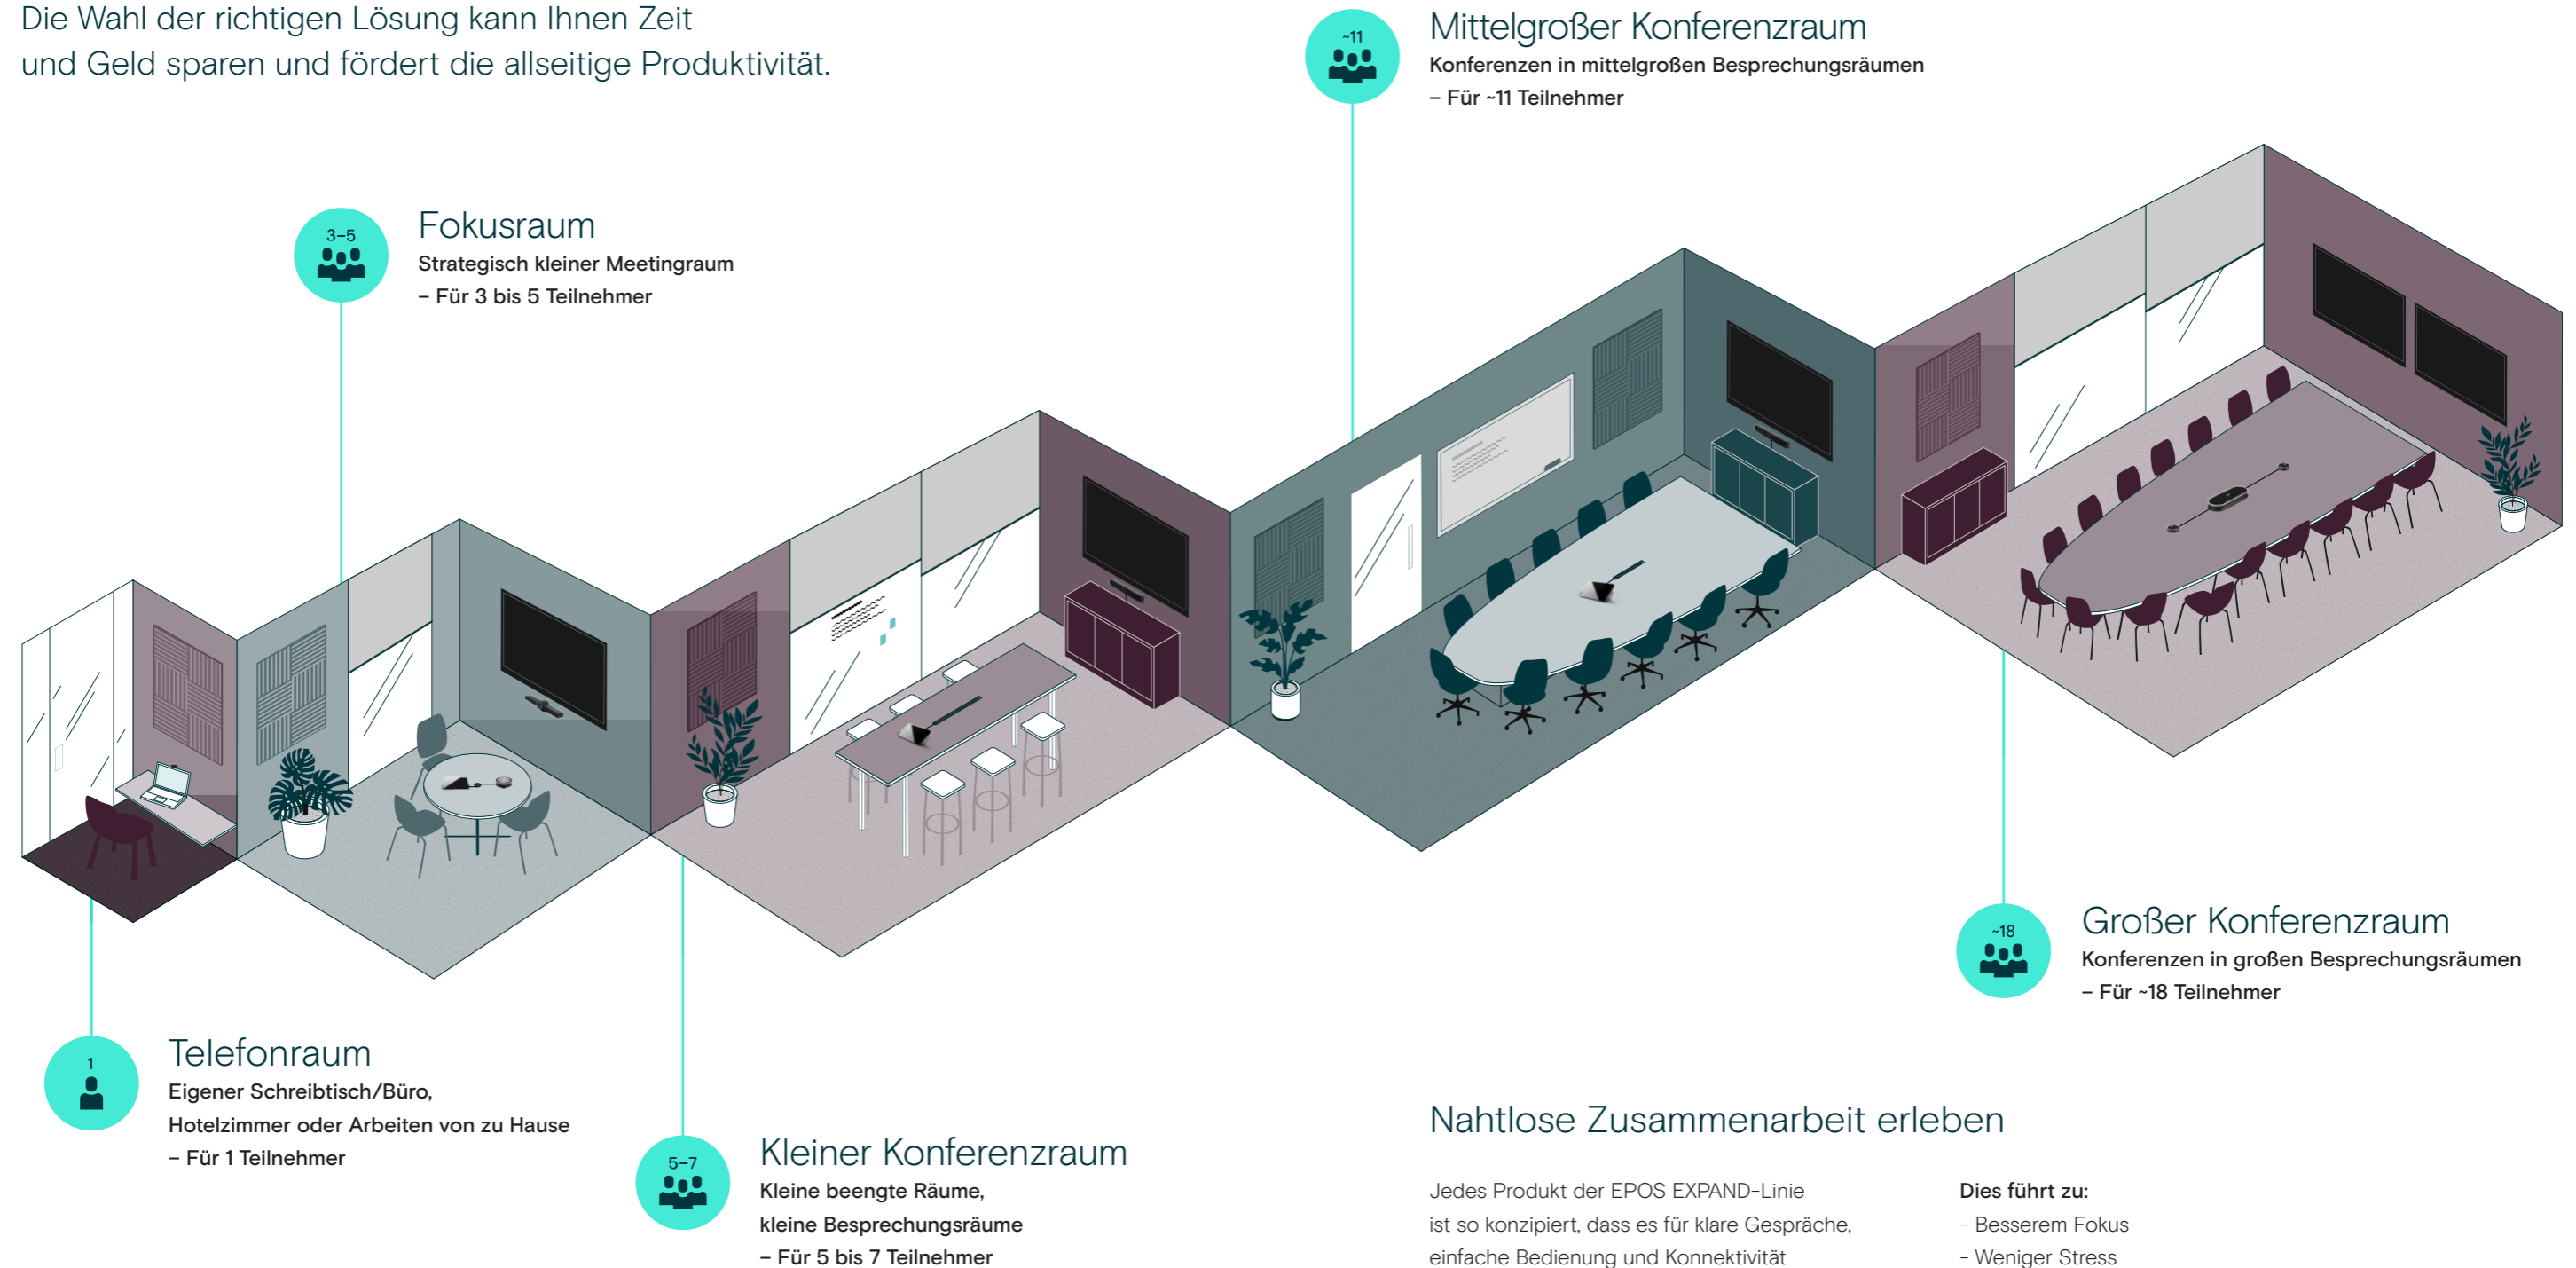 Die Wahl der richtigen Lösung kann Ihnen Zeit
und Geld sparen und fördert die allseitige Produktivität.
~11
Mittelgroßer Konferenzraum
Konferenzen in mittelgroßen Besprechungsräumen
– Für ~11 Teilnehmer
3–5
Fokusraum
Strategisch kleiner Meetingraum
– Für 3 bis 5 Teilnehmer
~18
Großer Konferenzraum
Konferenzen in großen Besprechungsräumen
– Für ~18 Teilnehmer
1
Telefonraum
Eigener Schreibtisch/Büro,
Hotelzimmer oder Arbeiten von zu Hause
– Für 1 Teilnehmer
5–7
Kleiner Konferenzraum
Kleine beengte Räume,
kleine Besprechungsräume
– Für 5 bis 7 Teilnehmer
Nahtlose Zusammenarbeit erleben
Jedes Produkt der EPOS EXPAND-Linie
ist so konzipiert, dass es für klare Gespräche,
einfache Bedienung und Konnektivität
Dies führt zu:
- Besserem Fokus
- Weniger Stress